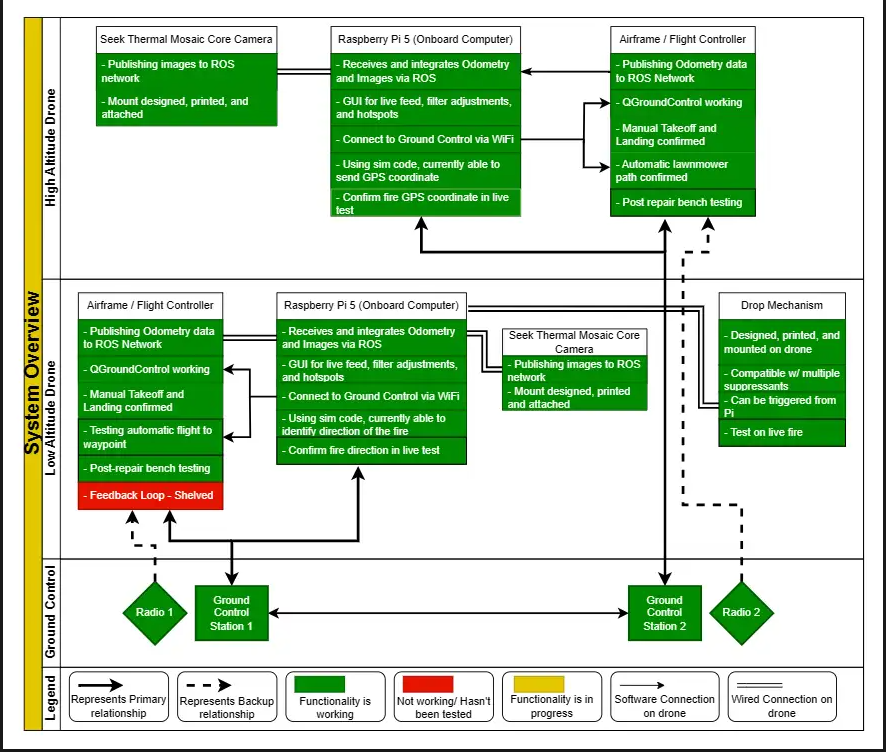 System Overview
High Altitude Drone
Seek Thermal Mosaic Core Camera
- Publishing images to ROS
network
- Mount designed, printed, and
attached
Raspberry Pi 5 (Onboard Computer)
- Receives and integrates Odometry
and Images via ROS
- GUI for live feed, filter adjustments,
and hotspots
- Connect to Ground Control via WiFi
- Using sim code, currently able to
send GPS coordinate
- Confirm fire GPS coordinate in live
test
Airframe / Flight Controller
- Publishing Odometry data
to ROS Network
- QGroundControl working
- Manual Takeoff and
Landing confirmed
- Automatic lawnmower
path confirmed
- Post repair bench testing
Low Altitude Drone
Airframe / Flight Controller
- Publishing Odometry data
to ROS Network
- QGroundControl working
- Manual Takeoff and
Landing confirmed
- Testing automatic flight to
waypoint
- Post-repair bench testing
- Feedback Loop - Shelved
Raspberry Pi 5 (Onboard Computer)
- Receives and integrates Odometry
and Images via ROS
- GUI for live feed, filter adjustments,
and hotspots
- Connect to Ground Control via WiFi
- Using sim code, currently able to
identify direction of the fire
- Confirm fire direction in live test
Seek Thermal Mosaic Core
Camera
- Publishing images to ROS
network
- Mount designed, printed
and attached
Drop Mechanism
- Designed, printed, and
mounted on drone
- Compatible w/ multiple
suppressants
- Can be triggered from
Pi
- Test on live fire
Ground Control
Radio 1
Ground
Control
Station 1
Ground
Control
Station 2
Radio 2
Legend
Represents Primary
relationship
Represents Backup
relationship
Functionality is
working
Not working/ Hasn't
been tested
Functionality is in
progress
Software Connection
on drone
Wired Connection on
drone